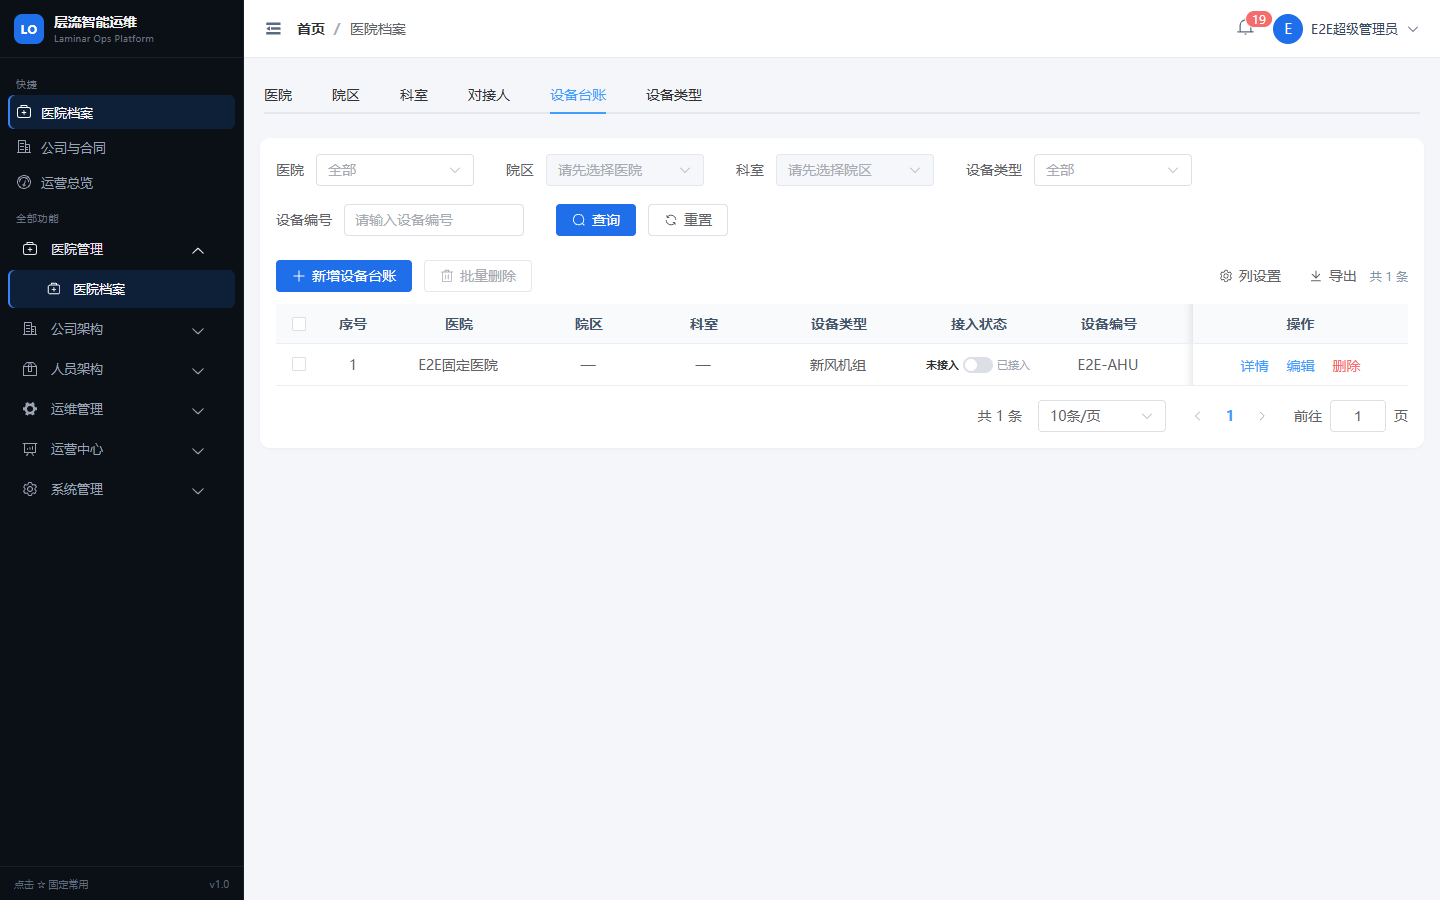 LO
层流智能运维
Laminar Ops Platform
快捷
医院档案
公司与合同
运营总览
全部功能
医院管理
医院档案
公司架构
人员架构
运维管理
运营中心
系统管理
点击 ☆ 固定常用 v1.0
首页 / 医院档案
19
E E2E超级管理员
医院 院区 科室 对接人 设备台账 设备类型
医院 全部 院区 请先选择医院 科室 请先选择院区 设备类型 全部
设备编号 请输入设备编号 查询 重置
新增设备台账 批量删除 列设置 导出 共 1 条
序号 医院 院区 科室 设备类型 接入状态 设备编号 操作
1 E2E固定医院 — — 新风机组 未接入 已接入 E2E-AHU 详情 编辑 删除
共 1 条 10条/页 1 前往 1 页